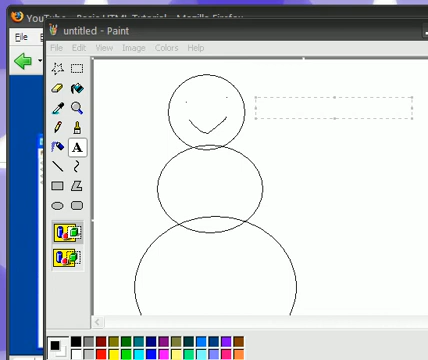 YouTube - Basic HTML Tutorial - Mozilla Firefox
File
untitled - Paint
File Edit View Image Colors Help
A